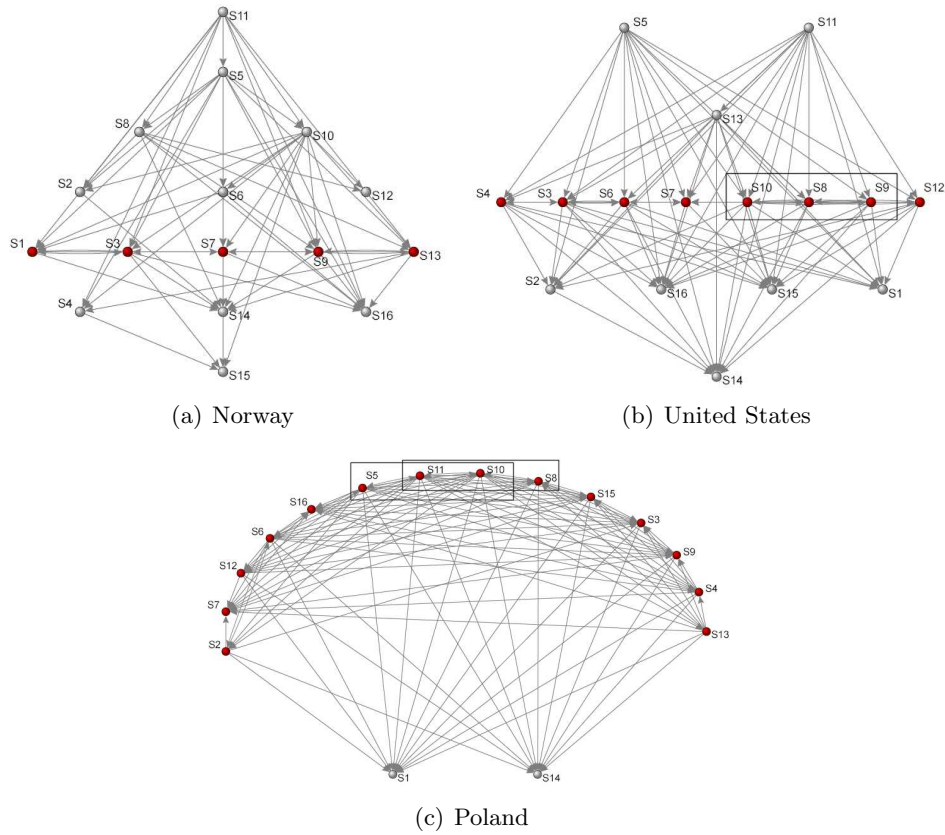 S11
S5
S8
S10
S2
S6
S12
S1
S3
S7
S9
S13
S4
S14
S16
S15
(a) Norway
S5
S11
S13
S4
S3
S6
S7
S10
S8
S9
S12
S2
S16
S15
S1
S14
(b) United States
S11
S10
S5
S8
S16
S15
S6
S3
S12
S9
S7
S4
S2
S13
S1
S14
(c) Poland